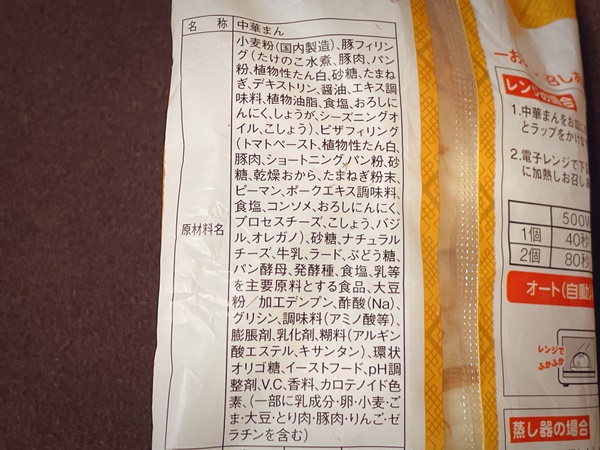 名称 中華まん
原材料名
小麦粉(国内製造)、豚フィリン
グ(たけのこ水煮、豚肉、パン
粉、植物性たん白、砂糖、たまね
ぎ、デキストリン、醤油、エキス調
味料、植物油脂、食塩、おろしに
んにく、しょうが、シーズニングオ
イル、こしょう)、ピザフィリング
(トマトペースト、植物性たん白、
豚肉、ショートニング、パン粉、砂
糖、乾燥おから、たまねぎ粉末、
ピーマン、ポークエキス調味料、
食塩、コンソメ、おろしにんにく、
プロセスチーズ、こしょう、バジ
ル、オレガノ)、砂糖、ナチュラル
チーズ、牛乳、ラード、ぶどう糖、
パン酵母、発酵種、食塩、乳等
を主要原料とする食品、大豆
粉/加工デンプン、酢酸(Na)、
グリシン、調味料(アミノ酸等)、
膨脹剤、乳化剤、糊料(アルギン
酸エステル、キサンタン)、環状
オリゴ糖、イーストフード、pH調
整剤、V.C、香料、カロテノイド色
素、(一部に乳成分・卵・小麦・ご
ま・大豆・とり肉・豚肉・りんご・ゼ
ラチンを含む)
レンジの場合
1.中華まんをお皿に
とラップをかけ
2.電子レンジで下
に加熱しお召しあ
500W
1個 40秒
2個 80秒
オート(自動)
レンジで
ふかふか
蒸し器の場合